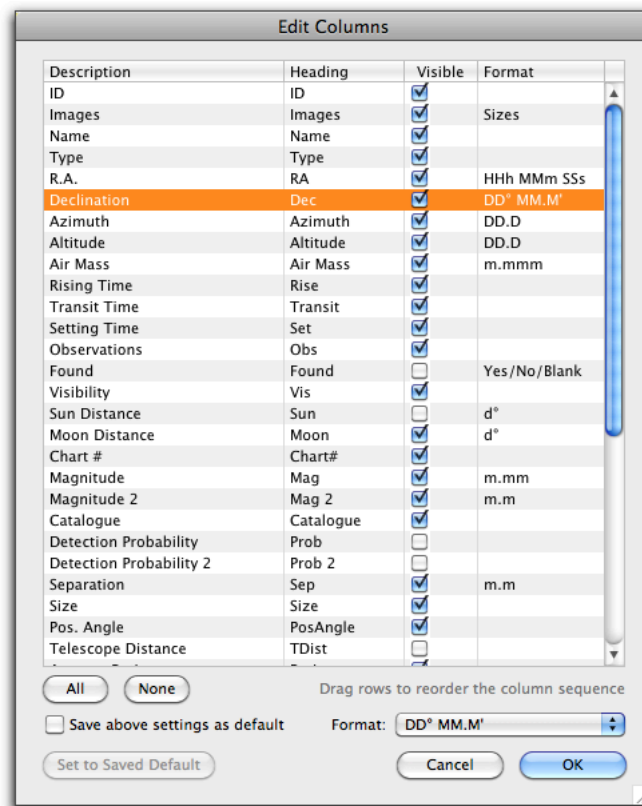 Edit Columns
Description Heading Visible Format
ID ID
Images Images Sizes
Name Name
Type Type
R.A. RA HHh MMm SSs
Declination Dec DD° MM.M'
Azimuth Azimuth DD.D
Altitude Altitude DD.D
Air Mass Air Mass m.mmm
Rising Time Rise
Transit Time Transit
Setting Time Set
Observations Obs
Found Found Yes/No/Blank
Visibility Vis
Sun Distance Sun d°
Moon Distance Moon d°
Chart # Chart#
Magnitude Mag m.mm
Magnitude 2 Mag 2 m.m
Catalogue Catalogue
Detection Probability Prob
Detection Probability 2 Prob 2
Separation Sep m.m
Size Size
Pos. Angle PosAngle
Telescope Distance TDist
All None Drag rows to reorder the column sequence
Save above settings as default Format: DD° MM.M'
Set to Saved Default Cancel OK